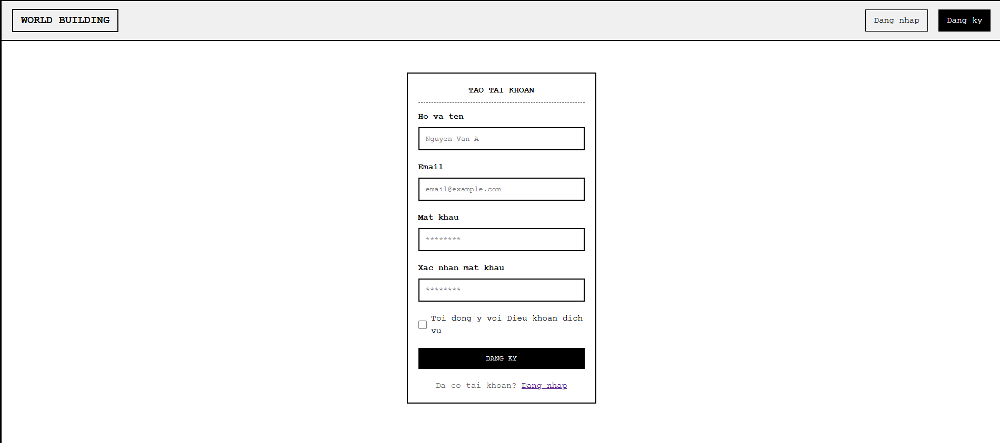 WORLD BUILDING
Dang nhap
Dang ky
TAO TAI KHOAN
Ho va ten
Nguyen Van A
Email
email@example.com
Mat khau
********
Xac nhan mat khau
********
Toi dong y voi Dieu khoan dich
vu
DANG KY
Da co tai khoan? Dang nhap